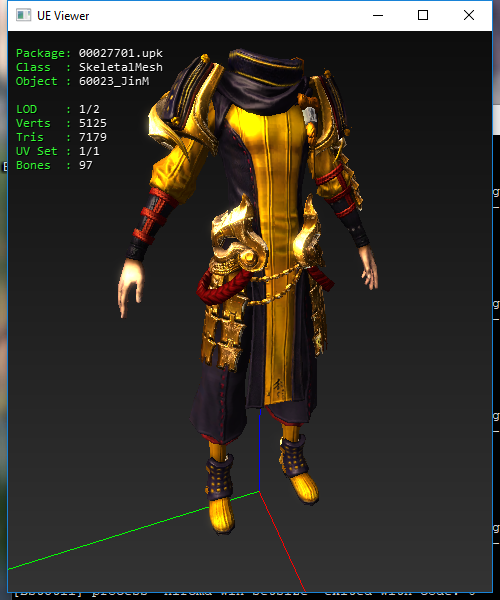 UE Viewer
Package: 00027701.upk
Class : SkeletalMesh
Object : 60023_JinM
LOD : 1/2
Verts : 5125
Tris : 7179
UV Set : 1/1
Bones : 97